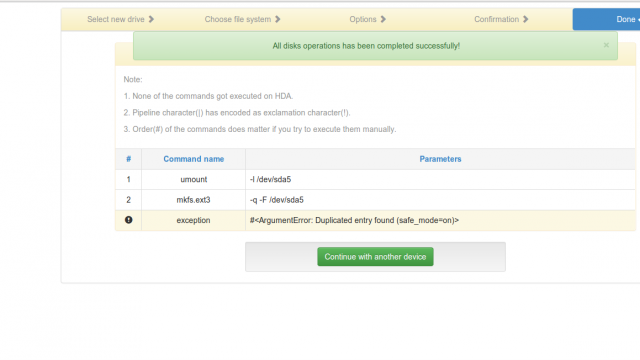 Select new drive
Choose file system
Options
Confirmation
Done
All disks operations has been completed successfully!
×
Note:
1. None of the commands got executed on HDA.
2. Pipeline character(|) has encoded as exclamation character(!).
3. Order(#) of the commands does matter if you try to execute them manually.
# Command name Parameters
1 umount -l /dev/sda5
2 mkfs.ext3 -q -F /dev/sda5
exception #<ArgumentError: Duplicated entry found (safe_mode=on)>
Continue with another device